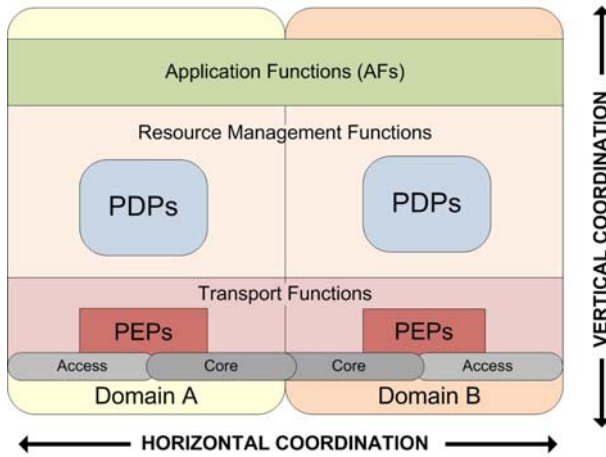 Application Functions (AFs)
Resource Management Functions
PDPs
PDPs
Transport Functions
PEPs
PEPs
Access
Core
Core
Access
Domain A
Domain B
HORIZONTAL COORDINATION
VERTICAL COORDINATION